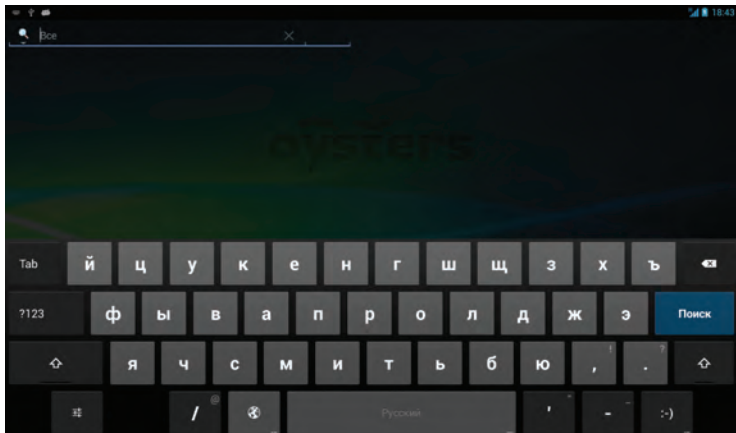 18:43
Все
oysters
Tab й ц у к е н г ш щ з х ъ
?123 ф ы в а п р о л д ж э Поиск
я ч с м и т ь б ю , ! . ?
/ @ Русский ' " - _ :-)